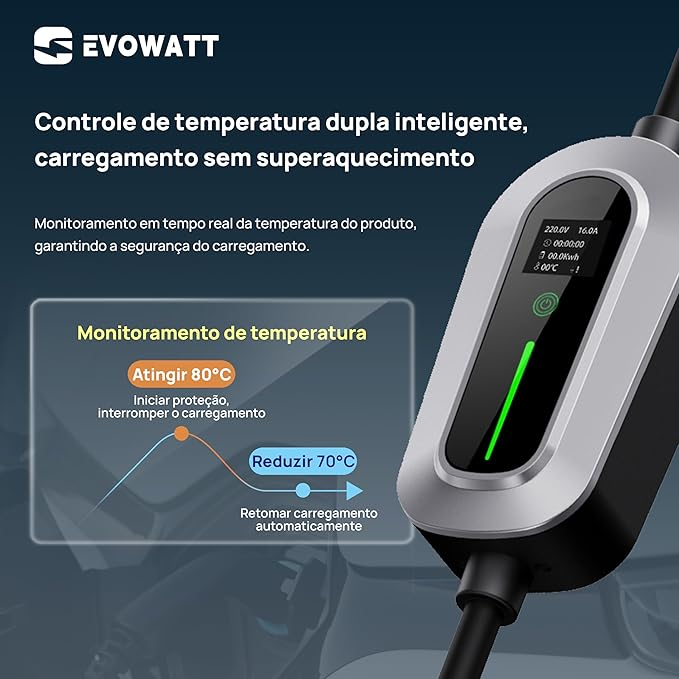 EVOWATT
Controle de temperatura dupla inteligente,
carregamento sem superaquecimento
Monitoramento em tempo real da temperatura do produto,
garantindo a segurança do carregamento.
220.0V 16.0A
00:00:00
00.0Kwh
00°C
Monitoramento de temperatura
Atingir 80°C
Iniciar proteção,
interromper o carregamento
Reduzir 70°C
Retomar carregamento
automaticamente